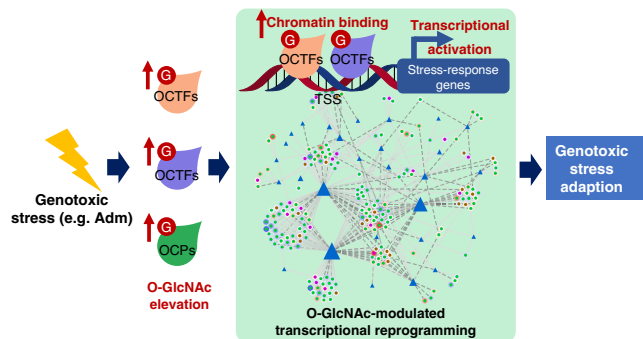 Genotoxic
stress (e.g. Adm)
G
OCTFs
G
OCTFs
G
OCPs
O-GlcNAc
elevation
Chromatin binding
G
OCTFs
G
OCTFs
TSS
Transcriptional
activation
Stress-response
genes
O-GlcNAc-modulated
transcriptional reprogramming
Genotoxic
stress
adaption